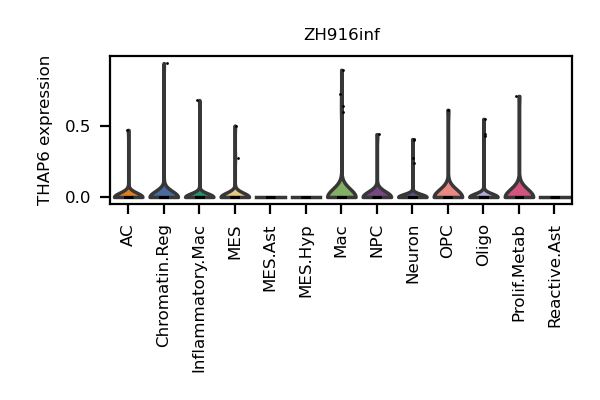 ZH916inf
THAP6 expression
0.5
0.0
AC
Chromatin.Reg
Inflammatory.Mac
MES
MES.Ast
MES.Hyp
Mac
NPC
Neuron
OPC
Oligo
Prolif.Metab
Reactive.Ast